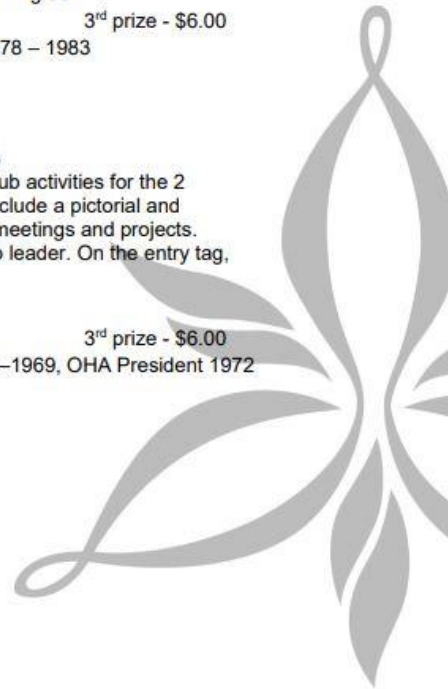 3rd prize - $6.00
78 – 1983
ub activities for the 2
clude a pictorial and
meetings and projects.
leader. On the entry tag,
3rd prize - $6.00
–1969, OHA President 1972